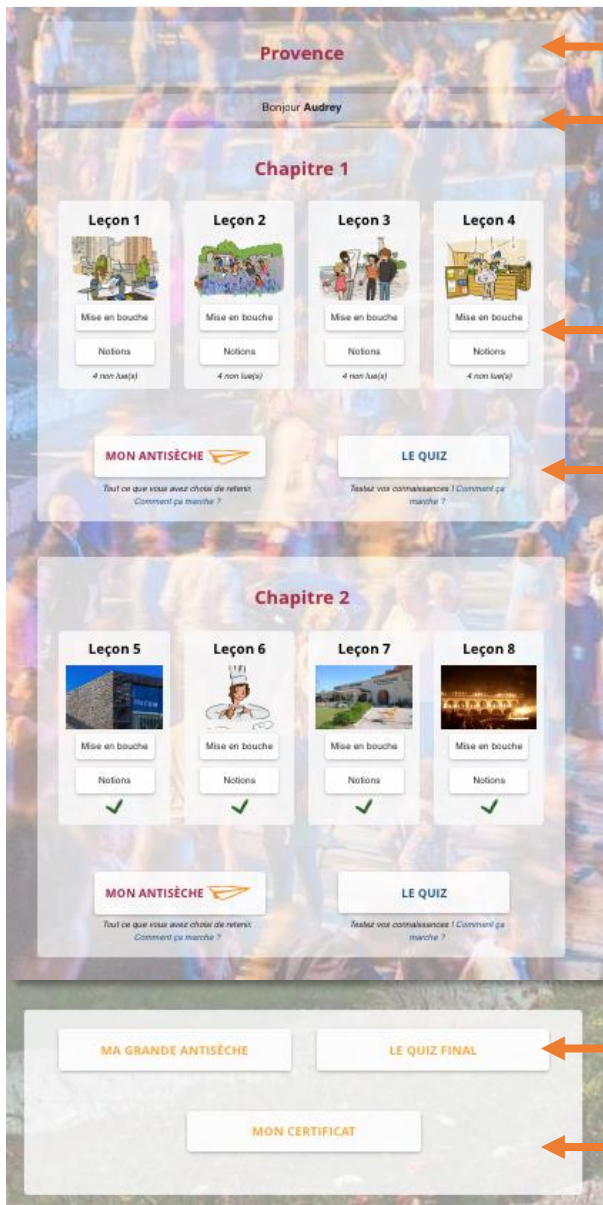 Provence
Bonjour Audrey
Chapitre 1
Leçon 1 Leçon 2 Leçon 3 Leçon 4
Mise en bouche Mise en bouche Mise en bouche Mise en bouche
Notions Notions Notions Notions
4 non lue(s) 4 non lue(s) 4 non lue(s) 4 non lue(s)
MON ANTISÈCHE LE QUIZ
Tout ce que vous avez choisi de retenir. Testez vos connaissances ! Comment ça
Comment ça marche ? marche ?
Chapitre 2
Leçon 5 Leçon 6 Leçon 7 Leçon 8
Mise en bouche Mise en bouche Mise en bouche Mise en bouche
Notions Notions Notions Notions
MON ANTISÈCHE LE QUIZ
Tout ce que vous avez choisi de retenir. Testez vos connaissances ! Comment ça
Comment ça marche ? marche ?
MA GRANDE ANTISÈCHE LE QUIZ FINAL
MON CERTIFICAT